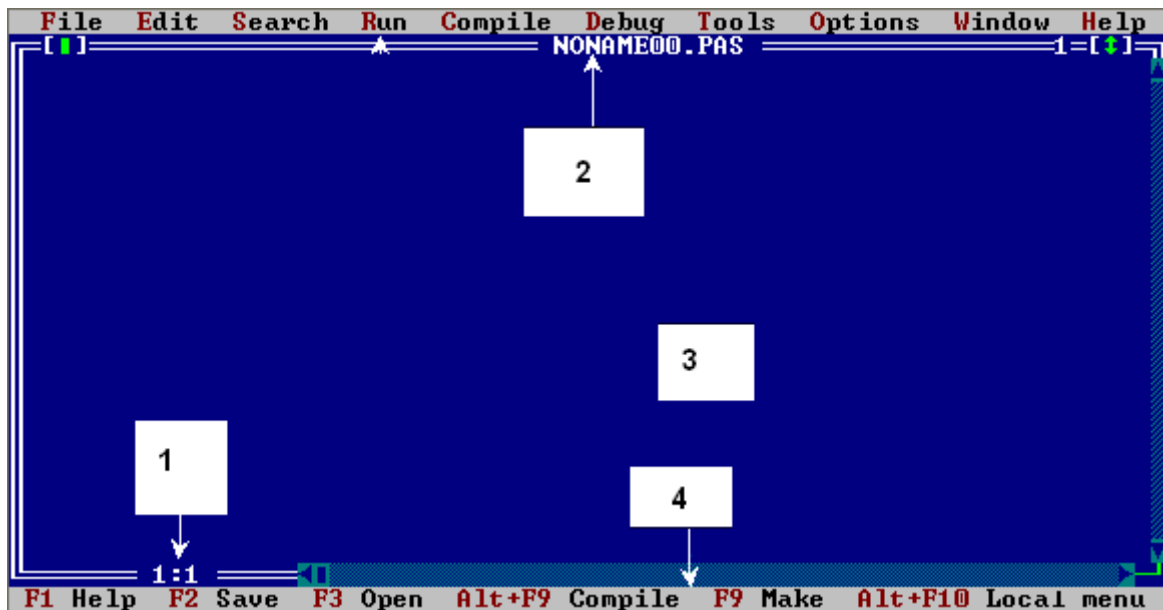 File Edit Search Run Compile Debug Tools Options Window Help
NONAME00.PAS 1=[↕]
2
3
1
4
1:1
F1 Help F2 Save F3 Open Alt+F9 Compile F9 Make Alt+F10 Local menu